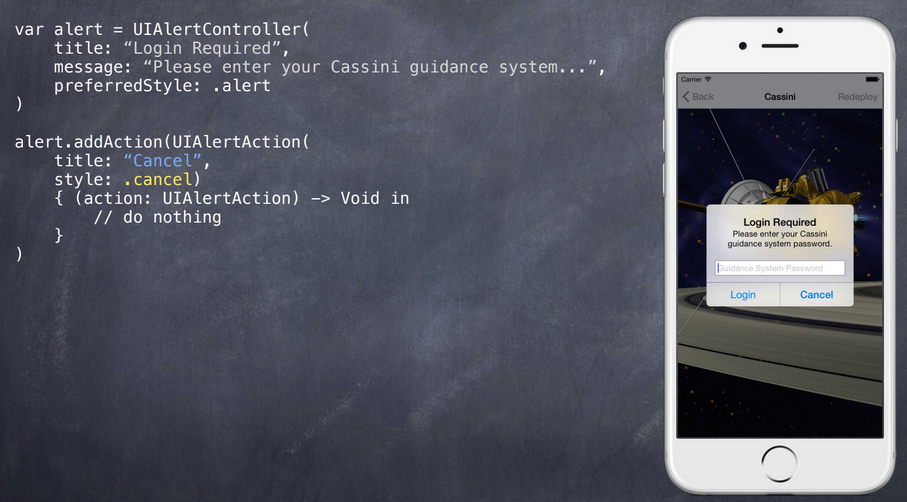 var alert = UIAlertController(
title: “Login Required”,
message: “Please enter your Cassini guidance system...”,
preferredStyle: .alert
)
alert.addAction(UIAlertAction(
title: “Cancel”,
style: .cancel)
{ (action: UIAlertAction) -> Void in
// do nothing
}
)
Carrier
Back Cassini Redeploy
Login Required
Please enter your Cassini
guidance system password.
Guidance System Password
Login Cancel